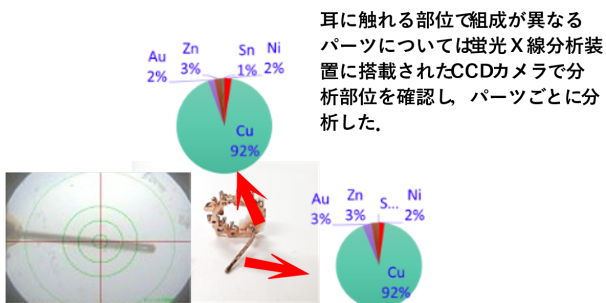 耳に触れる部位で組成が異なる
パーツについては蛍光X線分析装
置に搭載されたCCDカメラで分
析部位を確認し，パーツごとに分
析した．
Au
2%
Zn
3%
Sn
1%
Ni
2%
Cu
92%
Au
3%
Zn
3%
S...
Ni
2%
Cu
92%